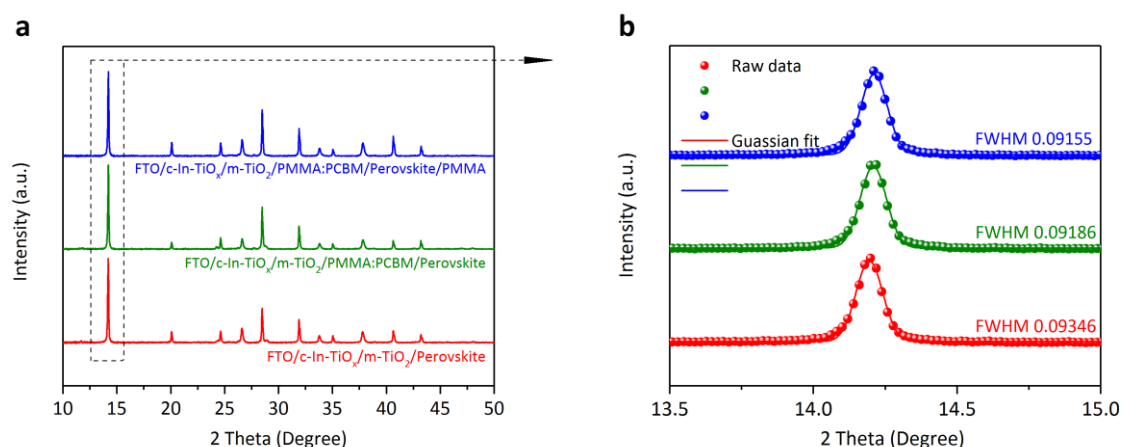 a
Intensity (a.u.)
FTO/c-In-TiOₓ/m-TiO₂/PMMA:PCBM/Perovskite/PMMA
FTO/c-In-TiOₓ/m-TiO₂/PMMA:PCBM/Perovskite
FTO/c-In-TiOₓ/m-TiO₂/Perovskite
10 15 20 25 30 35 40 45 50
2 Theta (Degree)
b
Intensity (a.u.)
Raw data
Guassian fit
FWHM 0.09155
FWHM 0.09186
FWHM 0.09346
13.5 14.0 14.5 15.0
2 Theta (Degree)